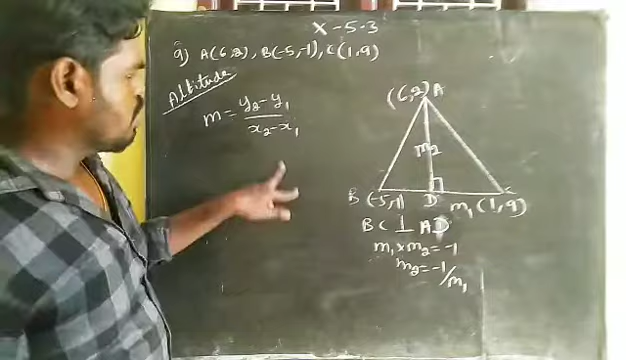 X - 5.3
9) A(6,2), B(-5,-1), C(1,9)
Altitude
m = y₂-y₁
x₂-x₁
(6,2) A
m₂
B (-5,-1) D m₁ (1,9) C
BC ⊥ AD
m₁ × m₂ = -1
m₂ = -1/m₁